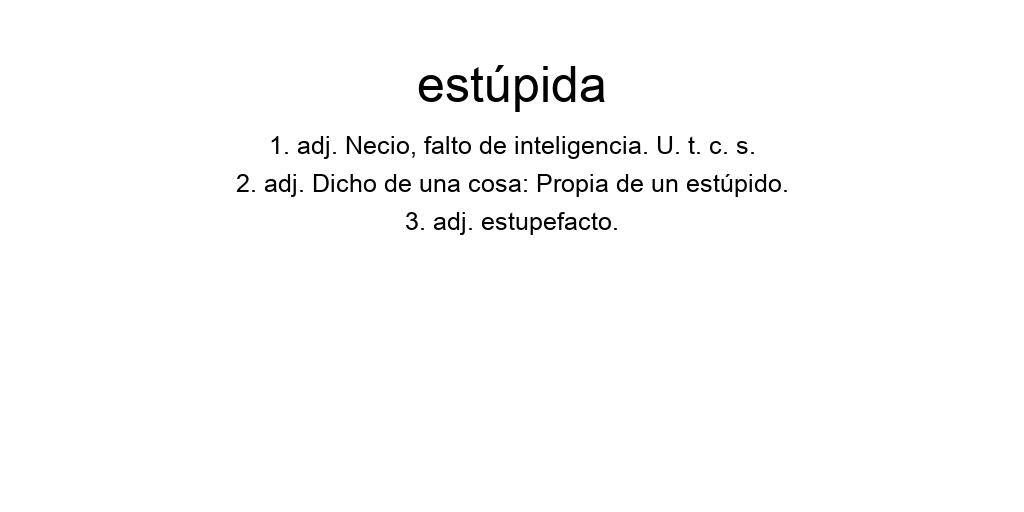 estúpida
1. adj. Necio, falto de inteligencia. U. t. c. s.
2. adj. Dicho de una cosa: Propia de un estúpido.
3. adj. estupefacto.